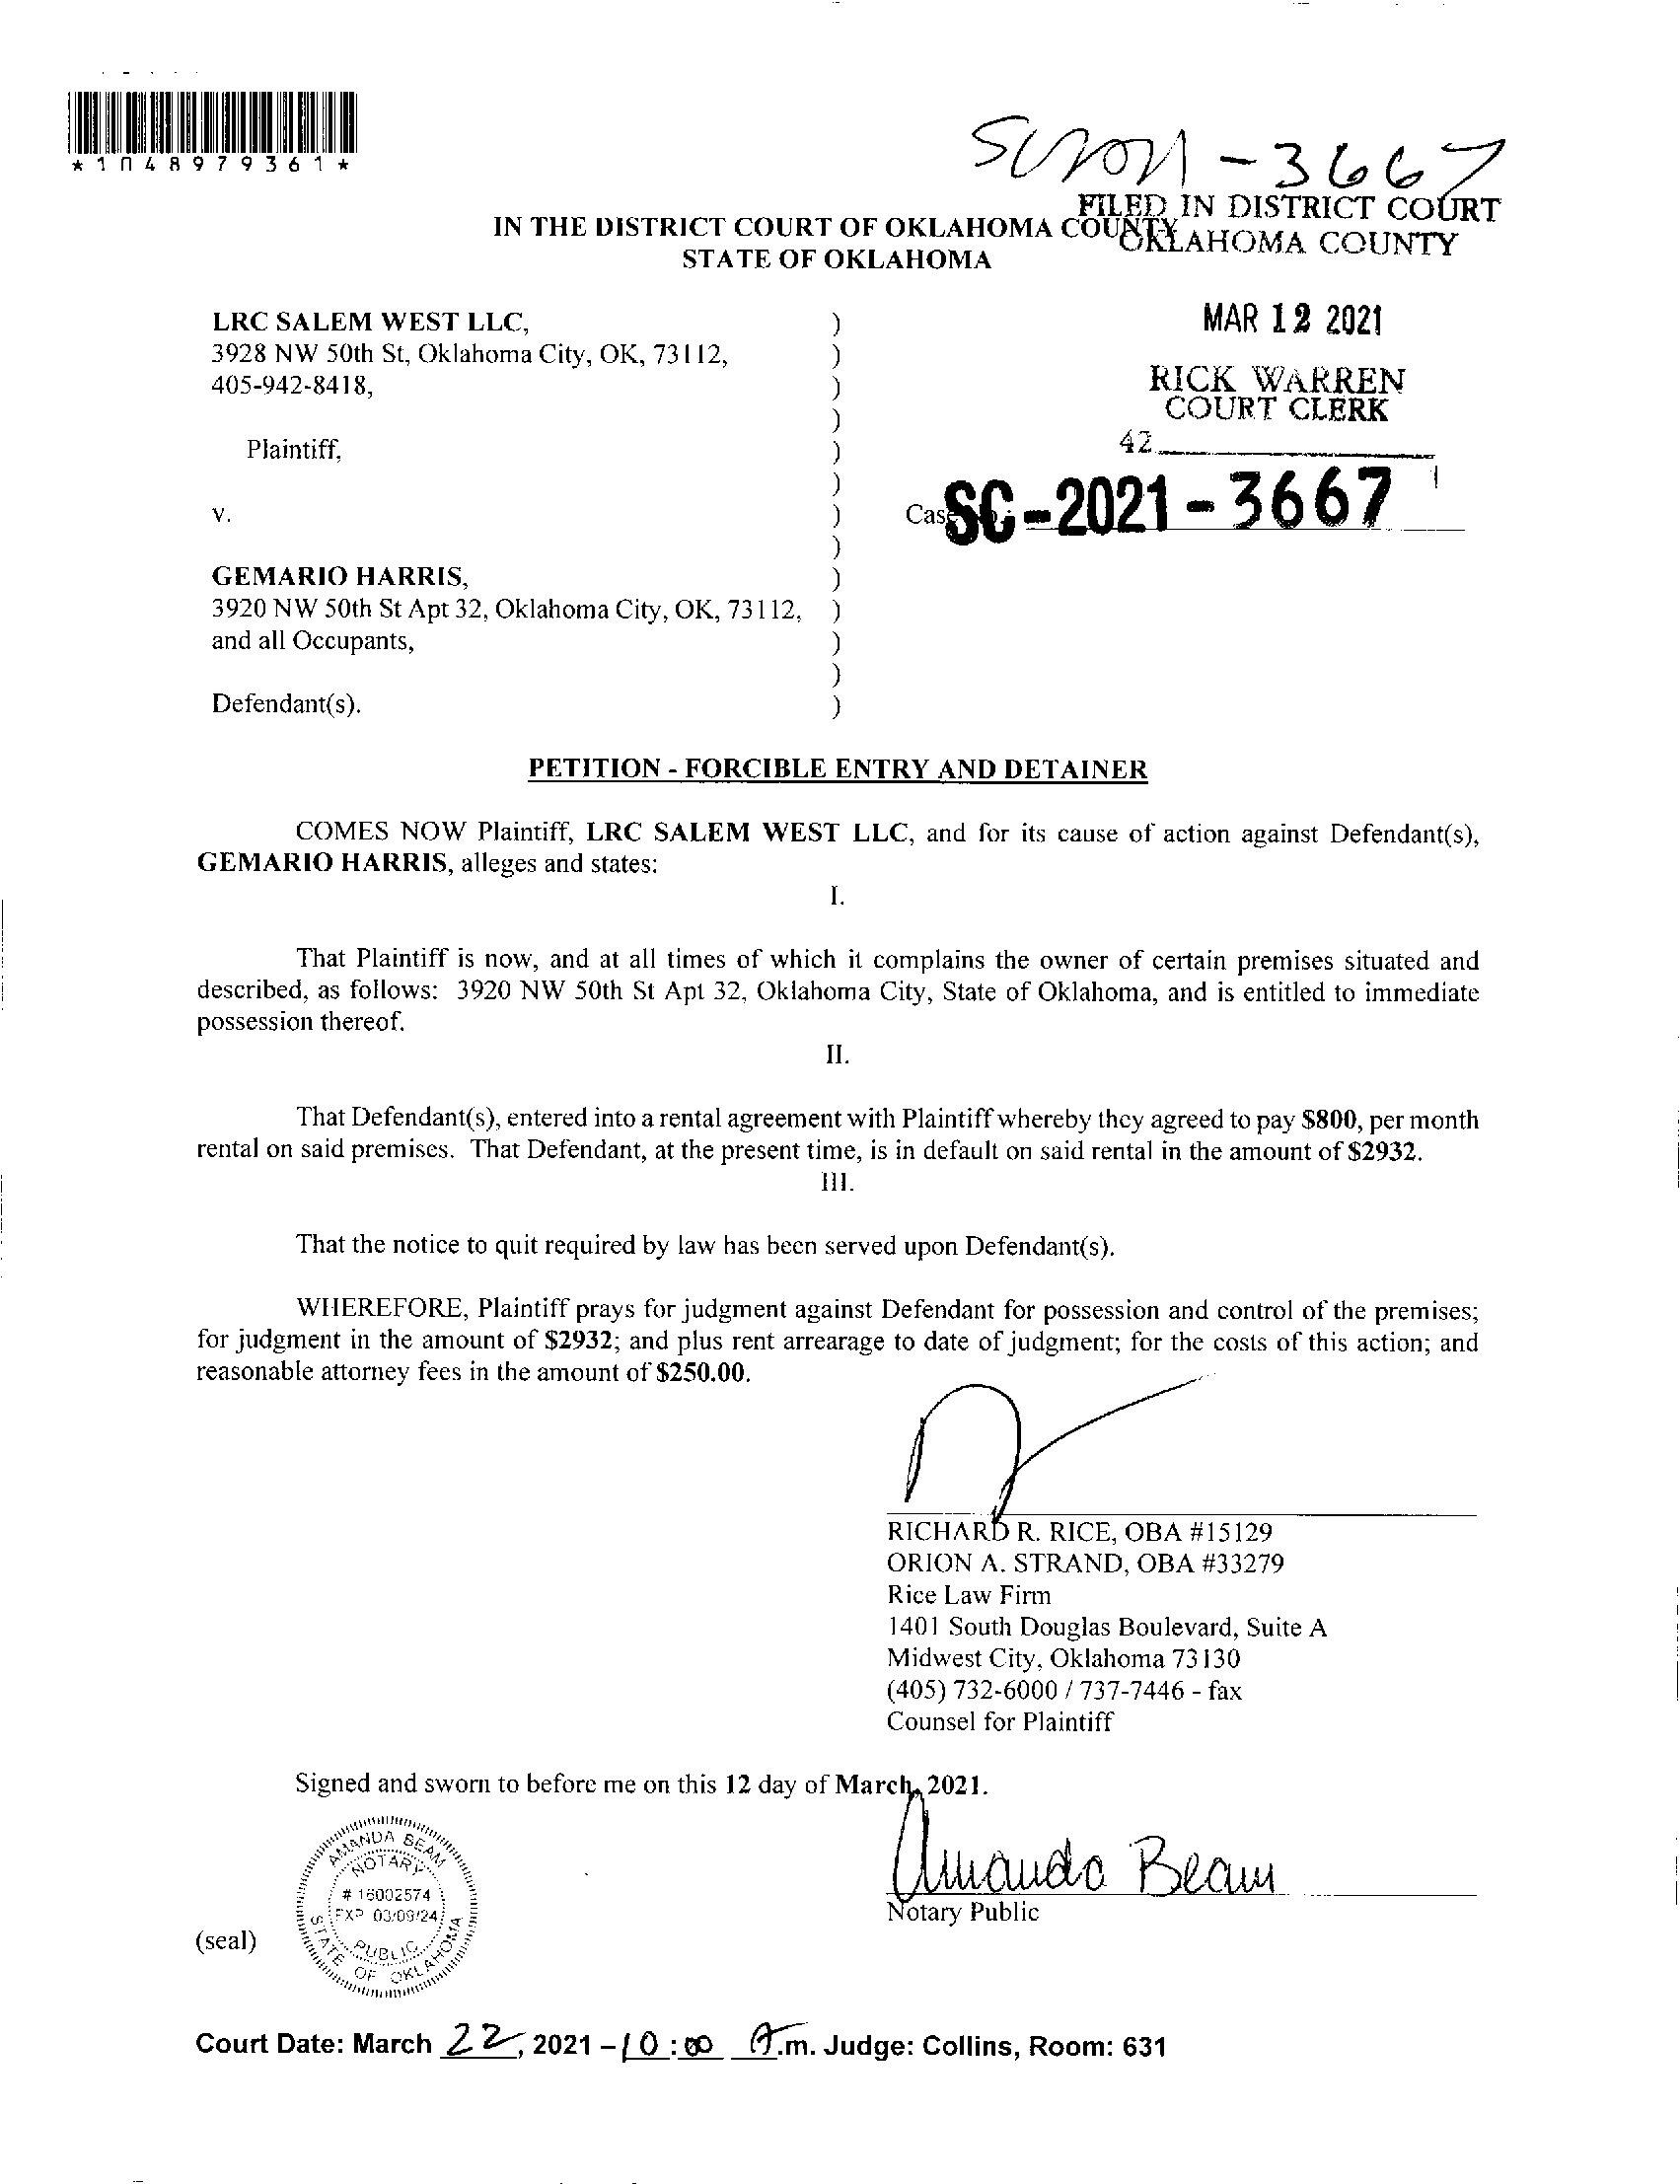 *1048979361*
SC2021-3667
FILED IN DISTRICT COURT
OKLAHOMA COUNTY
IN THE DISTRICT COURT OF OKLAHOMA COUNTY
STATE OF OKLAHOMA
MAR 12 2021
RICK WARREN
COURT CLERK
42
LRC SALEM WEST LLC, )
3928 NW 50th St, Oklahoma City, OK, 73112, )
405-942-8418, )
)
Plaintiff, )
)
v. ) Case SC-2021-3667
)
GEMARIO HARRIS, )
3920 NW 50th St Apt 32, Oklahoma City, OK, 73112, )
and all Occupants, )
)
Defendant(s). )
PETITION - FORCIBLE ENTRY AND DETAINER
COMES NOW Plaintiff, LRC SALEM WEST LLC, and for its cause of action against Defendant(s),
GEMARIO HARRIS, alleges and states:
I.
That Plaintiff is now, and at all times of which it complains the owner of certain premises situated and
described, as follows: 3920 NW 50th St Apt 32, Oklahoma City, State of Oklahoma, and is entitled to immediate
possession thereof.
II.
That Defendant(s), entered into a rental agreement with Plaintiff whereby they agreed to pay $800, per month
rental on said premises. That Defendant, at the present time, is in default on said rental in the amount of $2932.
III.
That the notice to quit required by law has been served upon Defendant(s).
WHEREFORE, Plaintiff prays for judgment against Defendant for possession and control of the premises;
for judgment in the amount of $2932; and plus rent arrearage to date of judgment; for the costs of this action; and
reasonable attorney fees in the amount of $250.00.
RICHARD R. RICE, OBA #15129
ORION A. STRAND, OBA #33279
Rice Law Firm
1401 South Douglas Boulevard, Suite A
Midwest City, Oklahoma 73130
(405) 732-6000 / 737-7446 - fax
Counsel for Plaintiff
Signed and sworn to before me on this 12 day of March, 2021.
Amanda Beam
Notary Public
AMANDA BEAM
NOTARY
# 16002574
EXP 03/09/24
PUBLIC
STATE OF OKLAHOMA
(seal)
Court Date: March 22, 2021 - 10:00 A.m. Judge: Collins, Room: 631